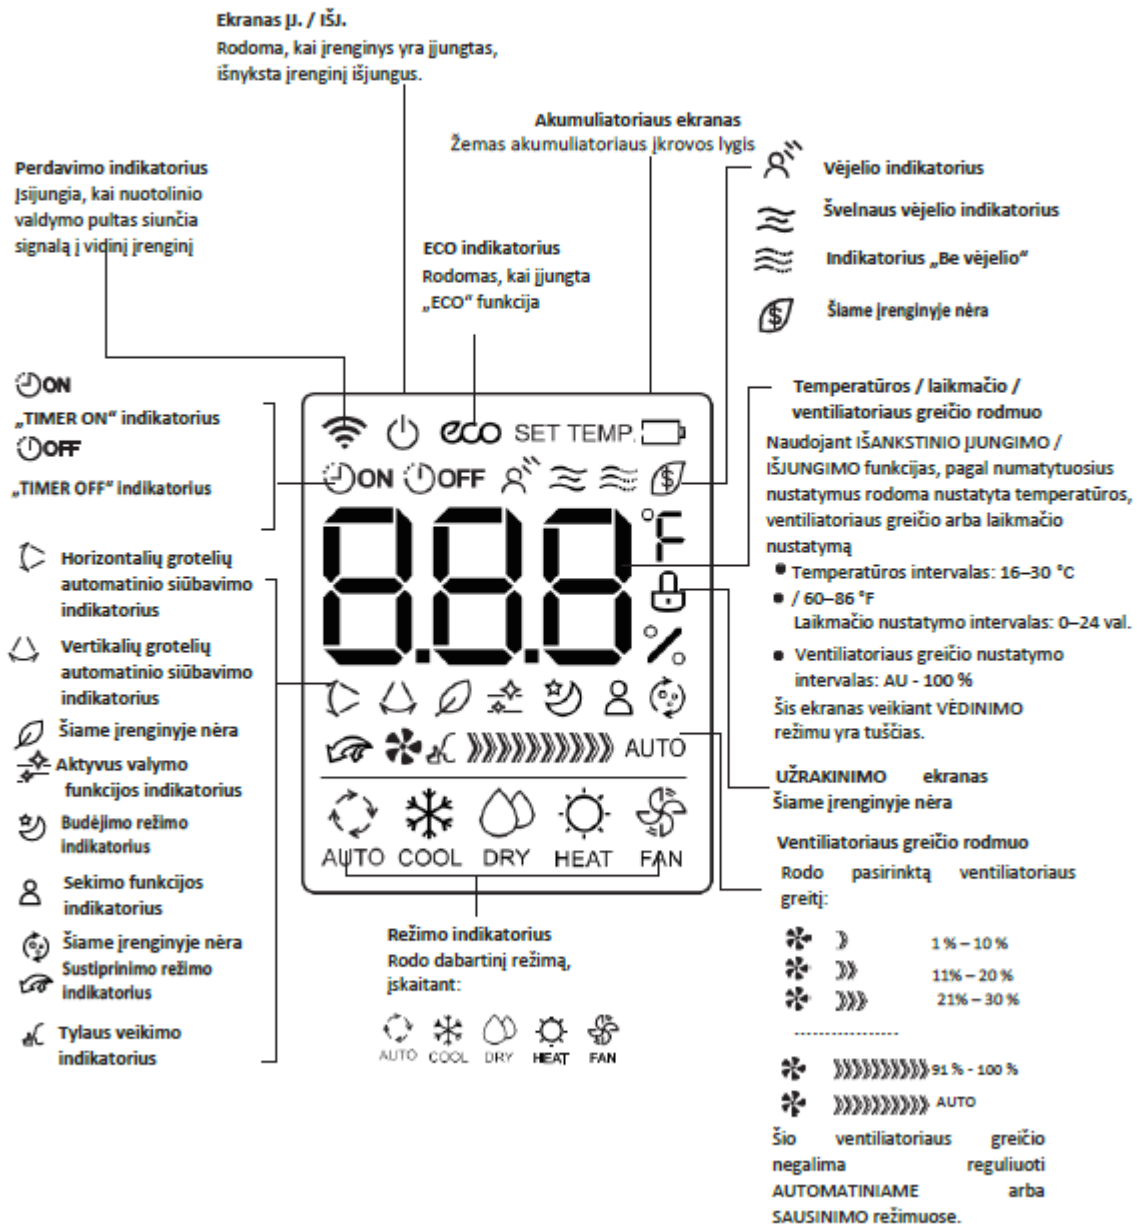 Ekranas ĮJ. / IŠJ.
Rodoma, kai įrenginys yra įjungtas,
išnyksta įrenginį išjungus.
Akumuliatoriaus ekranas
Žemas akumuliatoriaus įkrovos lygis
Perdavimo indikatorius
Įsijungia, kai nuotolinio
valdymo pultas siunčia
signalą į vidinį įrenginį
ECO indikatorius
Rodomas, kai įjungta
„ECO“ funkcija
Vėjelio indikatorius
Švelnaus vėjelio indikatorius
Indikatorius „Be vėjelio“
Šiame įrenginyje nėra
ON
„TIMER ON“ indikatorius
OFF
„TIMER OFF“ indikatorius
Horizontalių grotelių
automatinio siūbavimo
indikatorius
Vertikalių grotelių
automatinio siūbavimo
indikatorius
Šiame įrenginyje nėra
Aktyvus valymo
funkcijos indikatorius
Budėjimo režimo
indikatorius
Sekimo funkcijos
indikatorius
Šiame įrenginyje nėra
Sustiprinimo režimo
indikatorius
Tylaus veikimo
indikatorius
eco SET TEMP.
ON OFF
8.8.8 °F
%
AUTO
AUTO COOL DRY HEAT FAN
Režimo indikatorius
Rodo dabartinį režimą,
įskaitant:
AUTO COOL DRY HEAT FAN
Temperatūros / laikmačio /
ventiliatoriaus greičio rodmuo
Naudojant IŠANKSTINIO ĮJUNGIMO /
IŠJUNGIMO funkcijas, pagal numatytuosius
nustatymus rodoma nustatyta temperatūros,
ventiliatoriaus greičio arba laikmačio
nustatymą
● Temperatūros intervalas: 16–30 °C
● / 60–86 °F
Laikmačio nustatymo intervalas: 0–24 val.
● Ventiliatoriaus greičio nustatymo
intervalas: AU - 100 %
Šis ekranas veikiant VĖDINIMO
režimu yra tuščias.
UŽRAKINIMO ekranas
Šiame įrenginyje nėra
Ventiliatoriaus greičio rodmuo
Rodo pasirinktą ventiliatoriaus
greitį:
1 % – 10 %
11% – 20 %
21% – 30 %
-----------------
91 % - 100 %
AUTO
Šio ventiliatoriaus greičio
negalima reguliuoti
AUTOMATINIAME arba
SAUSINIMO režimuose.